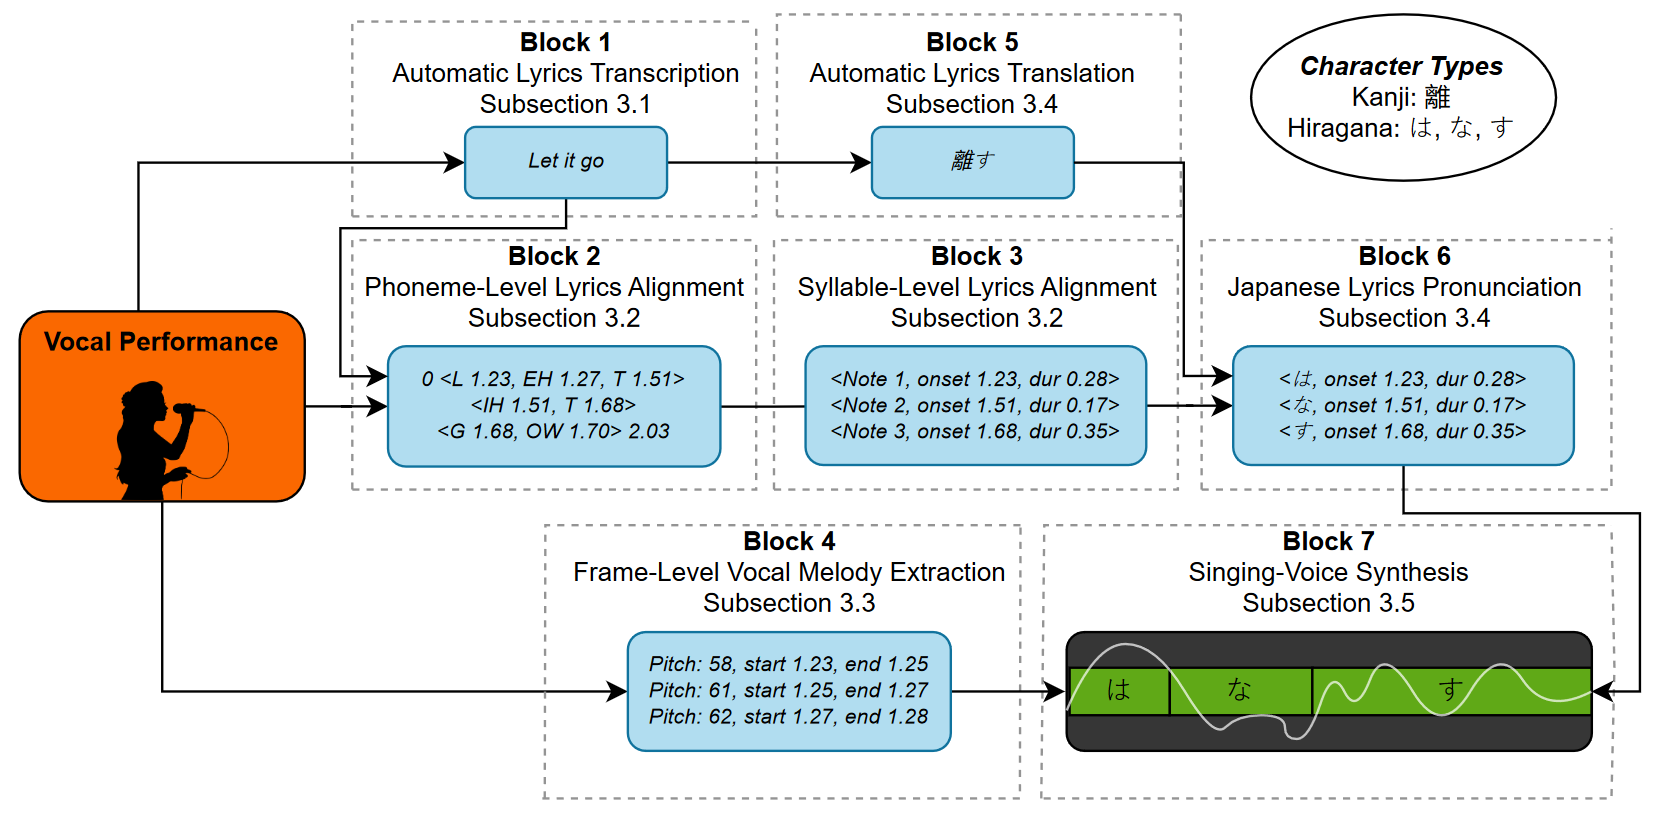 Block 1
Automatic Lyrics Transcription
Subsection 3.1
Let it go
Block 5
Automatic Lyrics Translation
Subsection 3.4
離す
Character Types
Kanji: 離
Hiragana: は, な, す
Vocal Performance
Block 2
Phoneme-Level Lyrics Alignment
Subsection 3.2
0 <L 1.23, EH 1.27, T 1.51>
<IH 1.51, T 1.68>
<G 1.68, OW 1.70> 2.03
Block 3
Syllable-Level Lyrics Alignment
Subsection 3.2
<Note 1, onset 1.23, dur 0.28>
<Note 2, onset 1.51, dur 0.17>
<Note 3, onset 1.68, dur 0.35>
Block 6
Japanese Lyrics Pronunciation
Subsection 3.4
<は, onset 1.23, dur 0.28>
<な, onset 1.51, dur 0.17>
<す, onset 1.68, dur 0.35>
Block 4
Frame-Level Vocal Melody Extraction
Subsection 3.3
Pitch: 58, start 1.23, end 1.25
Pitch: 61, start 1.25, end 1.27
Pitch: 62, start 1.27, end 1.28
Block 7
Singing-Voice Synthesis
Subsection 3.5
は な す